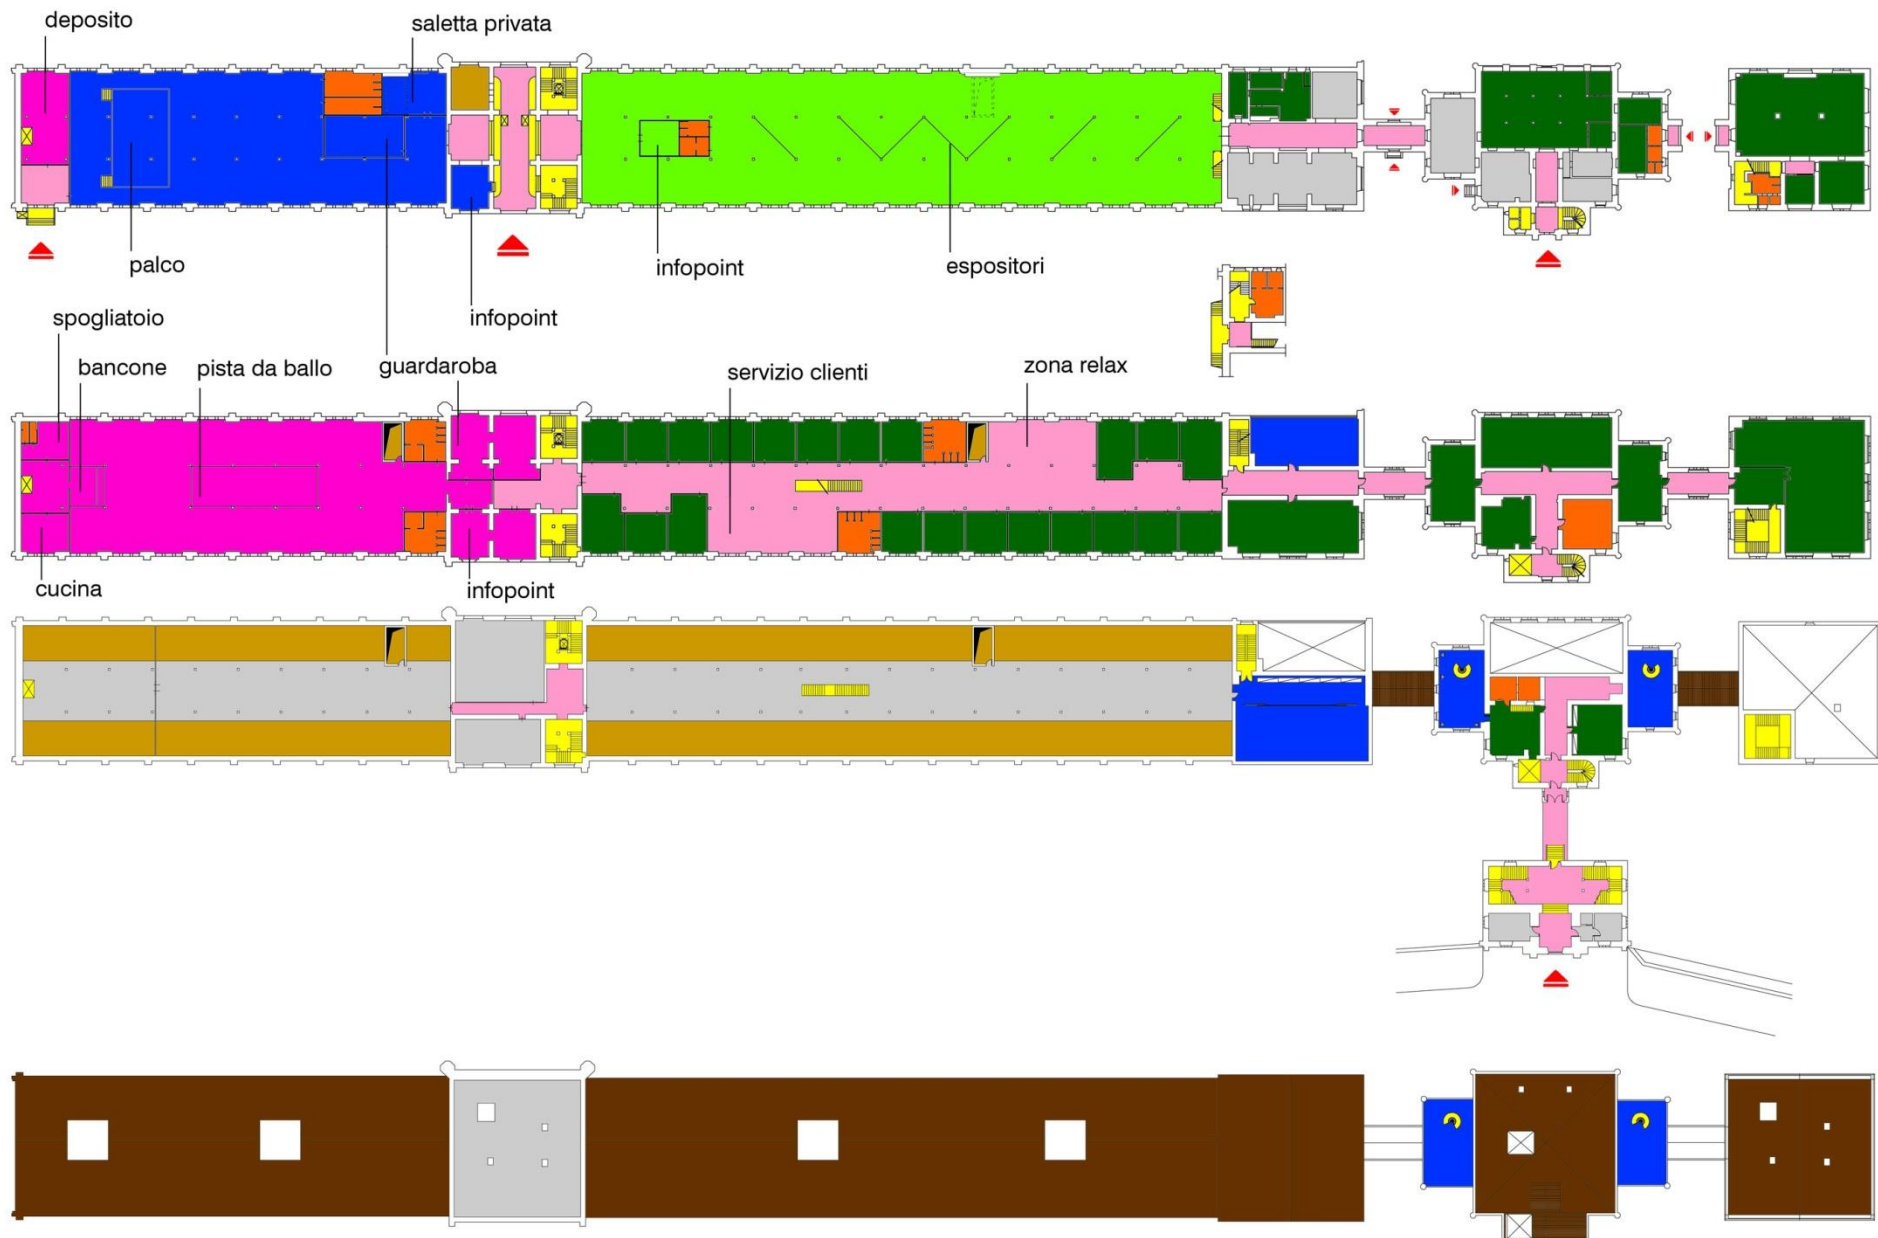 deposito
saletta privata
palco
infopoint
infopoint
espositori
spogliatoio
bancone
pista da ballo
guardaroba
servizio clienti
zona relax
cucina
infopoint